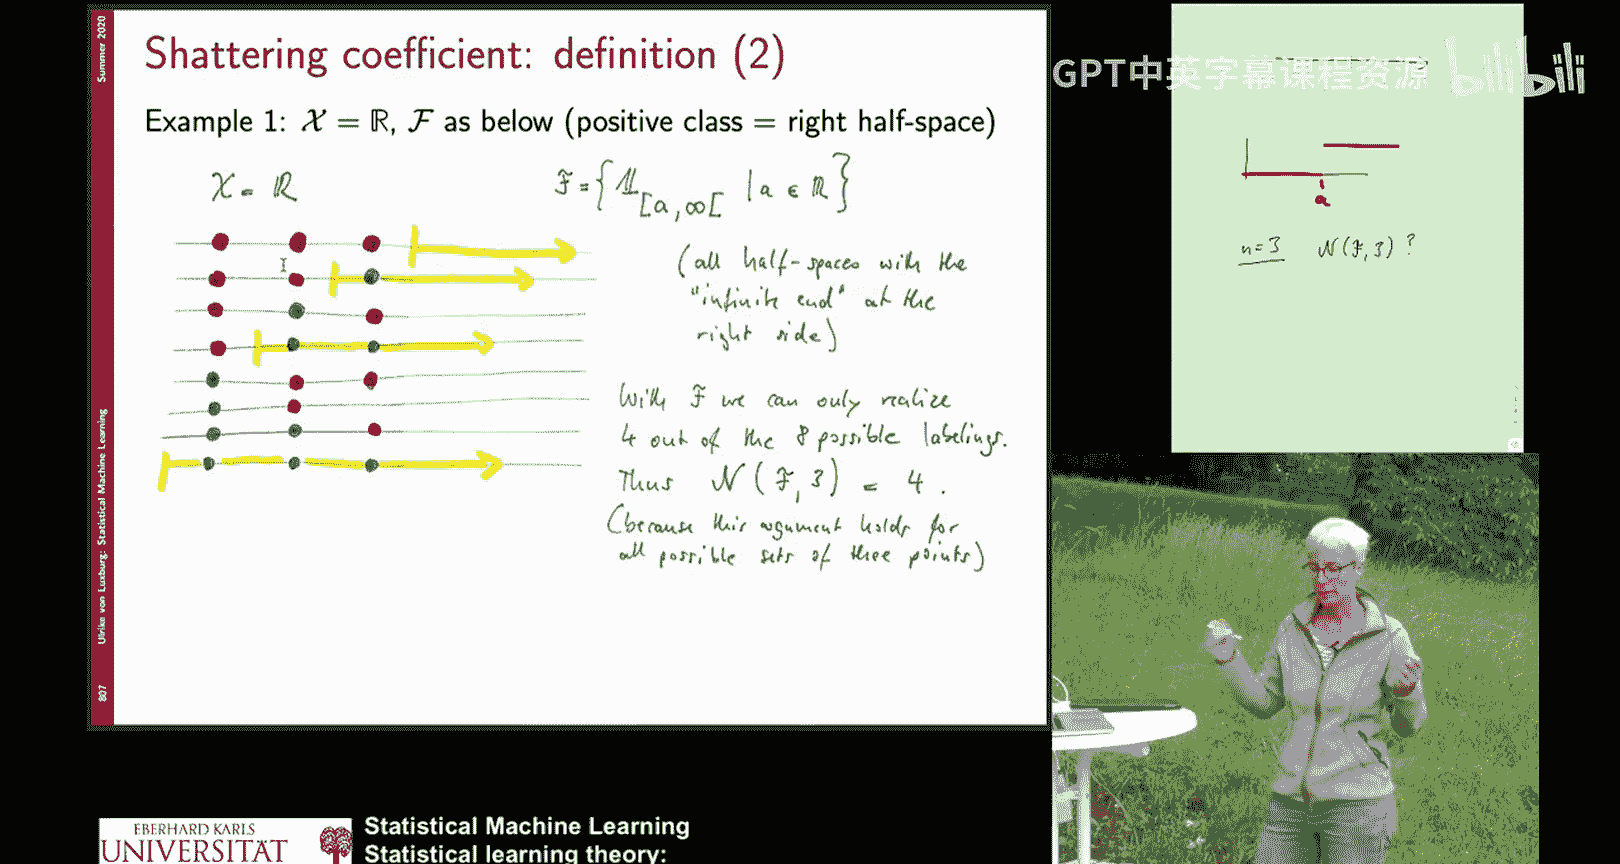 Summer 2020
Ulrike von Luxburg: Statistical Machine Learning
807
Shattering coefficient: definition (2)
Example 1: 𝒳 = ℝ, ℱ as below (positive class = right half-space)
𝒳 = ℝ
ℱ = { 𝟙[a, ∞[ | a ∈ ℝ }
(all half-spaces with the
"infinite end" at the
right side)
With ℱ we can only realize
4 out of the 8 possible labelings.
Thus 𝒩(ℱ, 3) = 4.
(because this argument holds for
all possible sets of three points)
GPT中英字幕课程资源 bilibili
a
n=3 𝒩(ℱ, 3) ?
EBERHARD KARLS
UNIVERSITÄT
Statistical Machine Learning
Statistical learning theory: